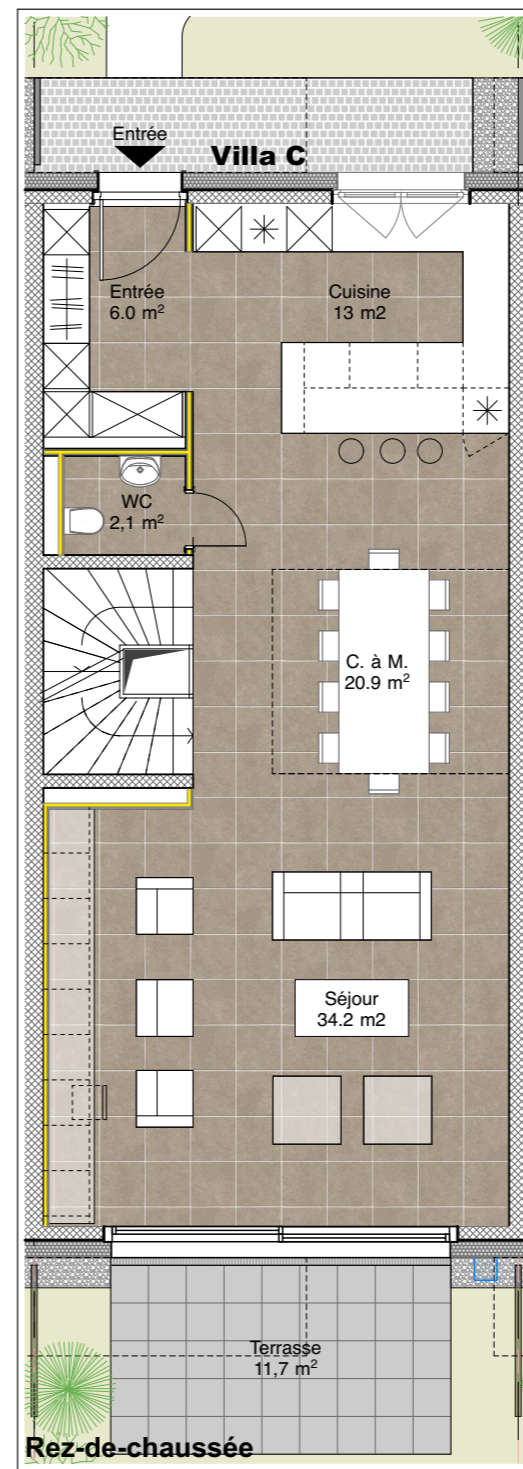 Entrée
Villa C
Entrée
6.0 m²
Cuisine
13 m2
WC
2,1 m²
C. à M.
20.9 m²
Séjour
34.2 m2
Terrasse
11,7 m²
Rez-de-chaussée